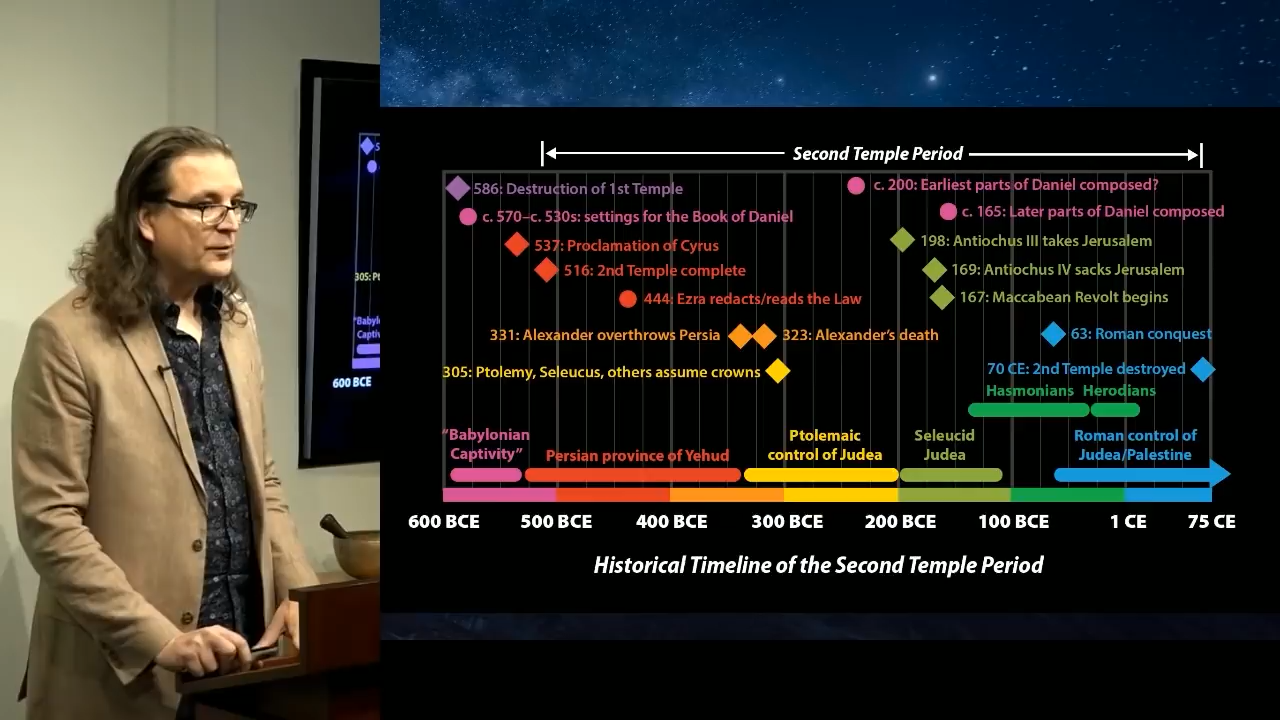 Second Temple Period
586: Destruction of 1st Temple
c. 200: Earliest parts of Daniel composed?
c. 570–c. 530s: settings for the Book of Daniel
c. 165: Later parts of Daniel composed
537: Proclamation of Cyrus
198: Antiochus III takes Jerusalem
516: 2nd Temple complete
169: Antiochus IV sacks Jerusalem
444: Ezra redacts/reads the Law
167: Maccabean Revolt begins
331: Alexander overthrows Persia
323: Alexander's death
63: Roman conquest
305: Ptolemy, Seleucus, others assume crowns
70 CE: 2nd Temple destroyed
Hasmonians Herodians
"Babylonian
Captivity"
Persian province of Yehud
Ptolemaic
control of Judea
Seleucid
Judea
Roman control of
Judea/Palestine
600 BCE 500 BCE 400 BCE 300 BCE 200 BCE 100 BCE 1 CE 75 CE
Historical Timeline of the Second Temple Period
305: Pt
"Babylo
Captiv
600 BCE